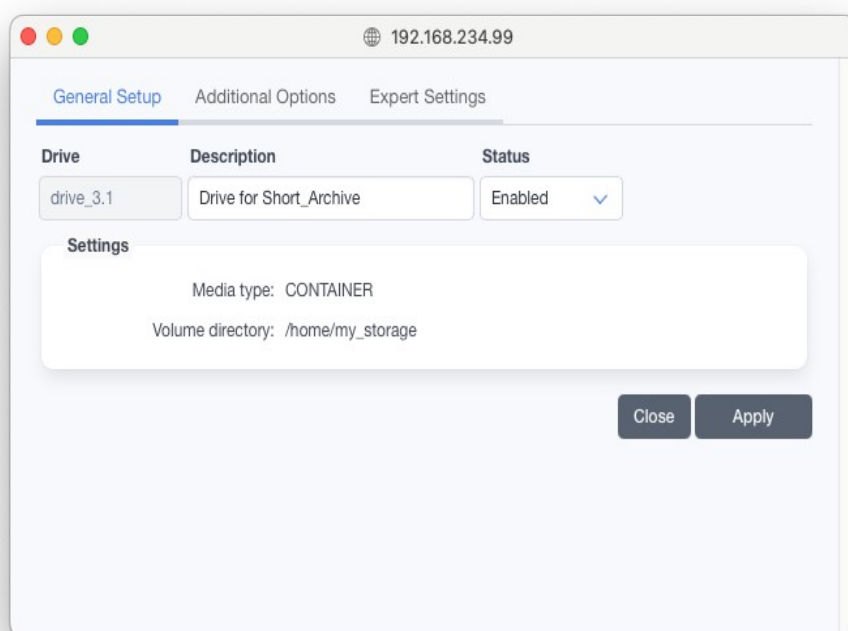 192.168.234.99
General Setup Additional Options Expert Settings
Drive Description Status
drive_3.1 Drive for Short_Archive Enabled
Settings
Media type: CONTAINER
Volume directory: /home/my_storage
Close Apply